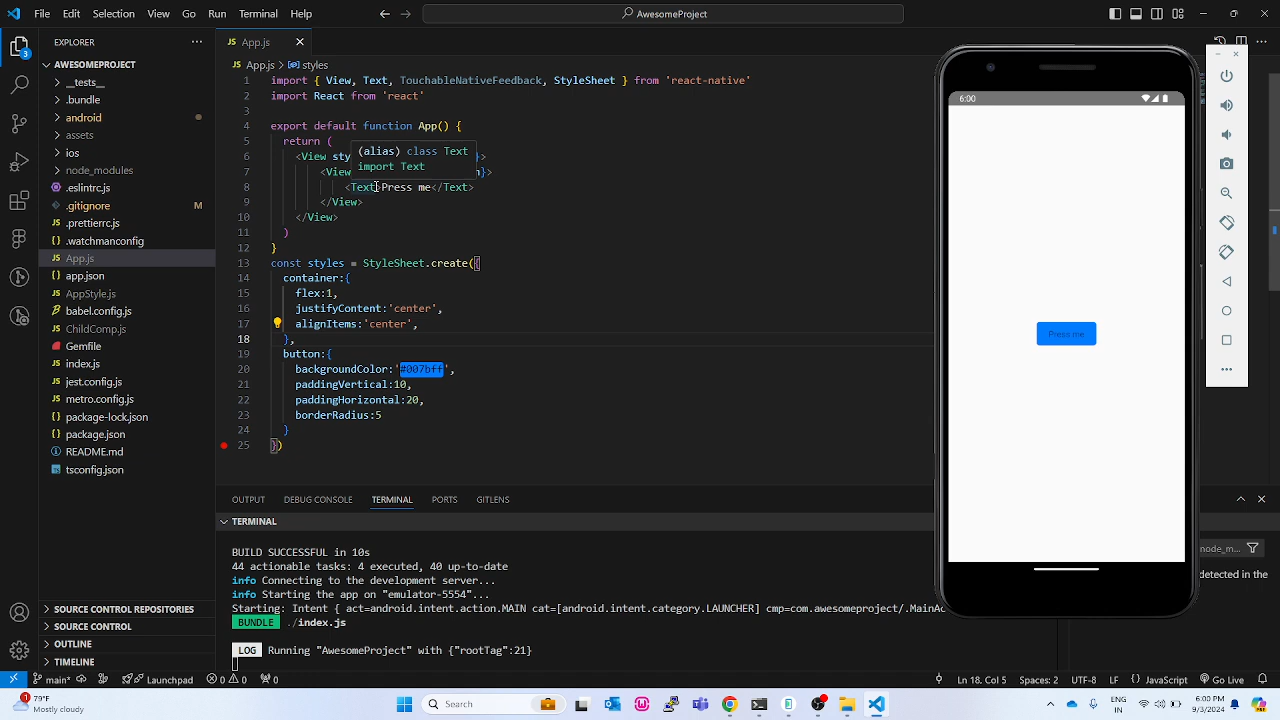 File Edit Selection View Go Run Terminal Help
AwesomeProject
EXPLORER
AWESOMEPROJECT
__tests__
.bundle
android
assets
ios
node_modules
.eslintrc.js
.gitignore M
.prettierrc.js
.watchmanconfig
App.js
app.json
AppStyle.js
babel.config.js
ChildComp.js
Gemfile
index.js
jest.config.js
metro.config.js
package-lock.json
package.json
README.md
tsconfig.json
SOURCE CONTROL REPOSITORIES
SOURCE CONTROL
OUTLINE
TIMELINE
3
App.js
App.js > styles
1 import { View, Text, TouchableNativeFeedback, StyleSheet } from 'react-native'
2 import React from 'react'
3
4 export default function App() {
5 return (
6 <View sty }>
7 <View n}>
8 <Text>Press me</Text>
9 </View>
10 </View>
11 )
12 }
13 const styles = StyleSheet.create({
14 container:{
15 flex:1,
16 justifyContent:'center',
17 alignItems:'center',
18 },
19 button:{
20 backgroundColor:'#007bff',
21 paddingVertical:10,
22 paddingHorizontal:20,
23 borderRadius:5
24 }
25 })
(alias) class Text
import Text
6:00
Press me
OUTPUT DEBUG CONSOLE TERMINAL PORTS GITLENS
TERMINAL
BUILD SUCCESSFUL in 10s
44 actionable tasks: 4 executed, 40 up-to-date
info Connecting to the development server...
info Starting the app on "emulator-5554"...
Starting: Intent { act=android.intent.action.MAIN cat=[android.intent.category.LAUNCHER] cmp=com.awesomeproject/.MainAc
BUNDLE ./index.js
LOG Running "AwesomeProject" with {"rootTag":21}
node_m...
detected in the
main* Launchpad 0 0 0
Ln 18, Col 5 Spaces: 2 UTF-8 LF {} JavaScript Go Live
1
79°F
Mostly cloudy
Search
ENG
IN
6:00 PM
9/3/2024